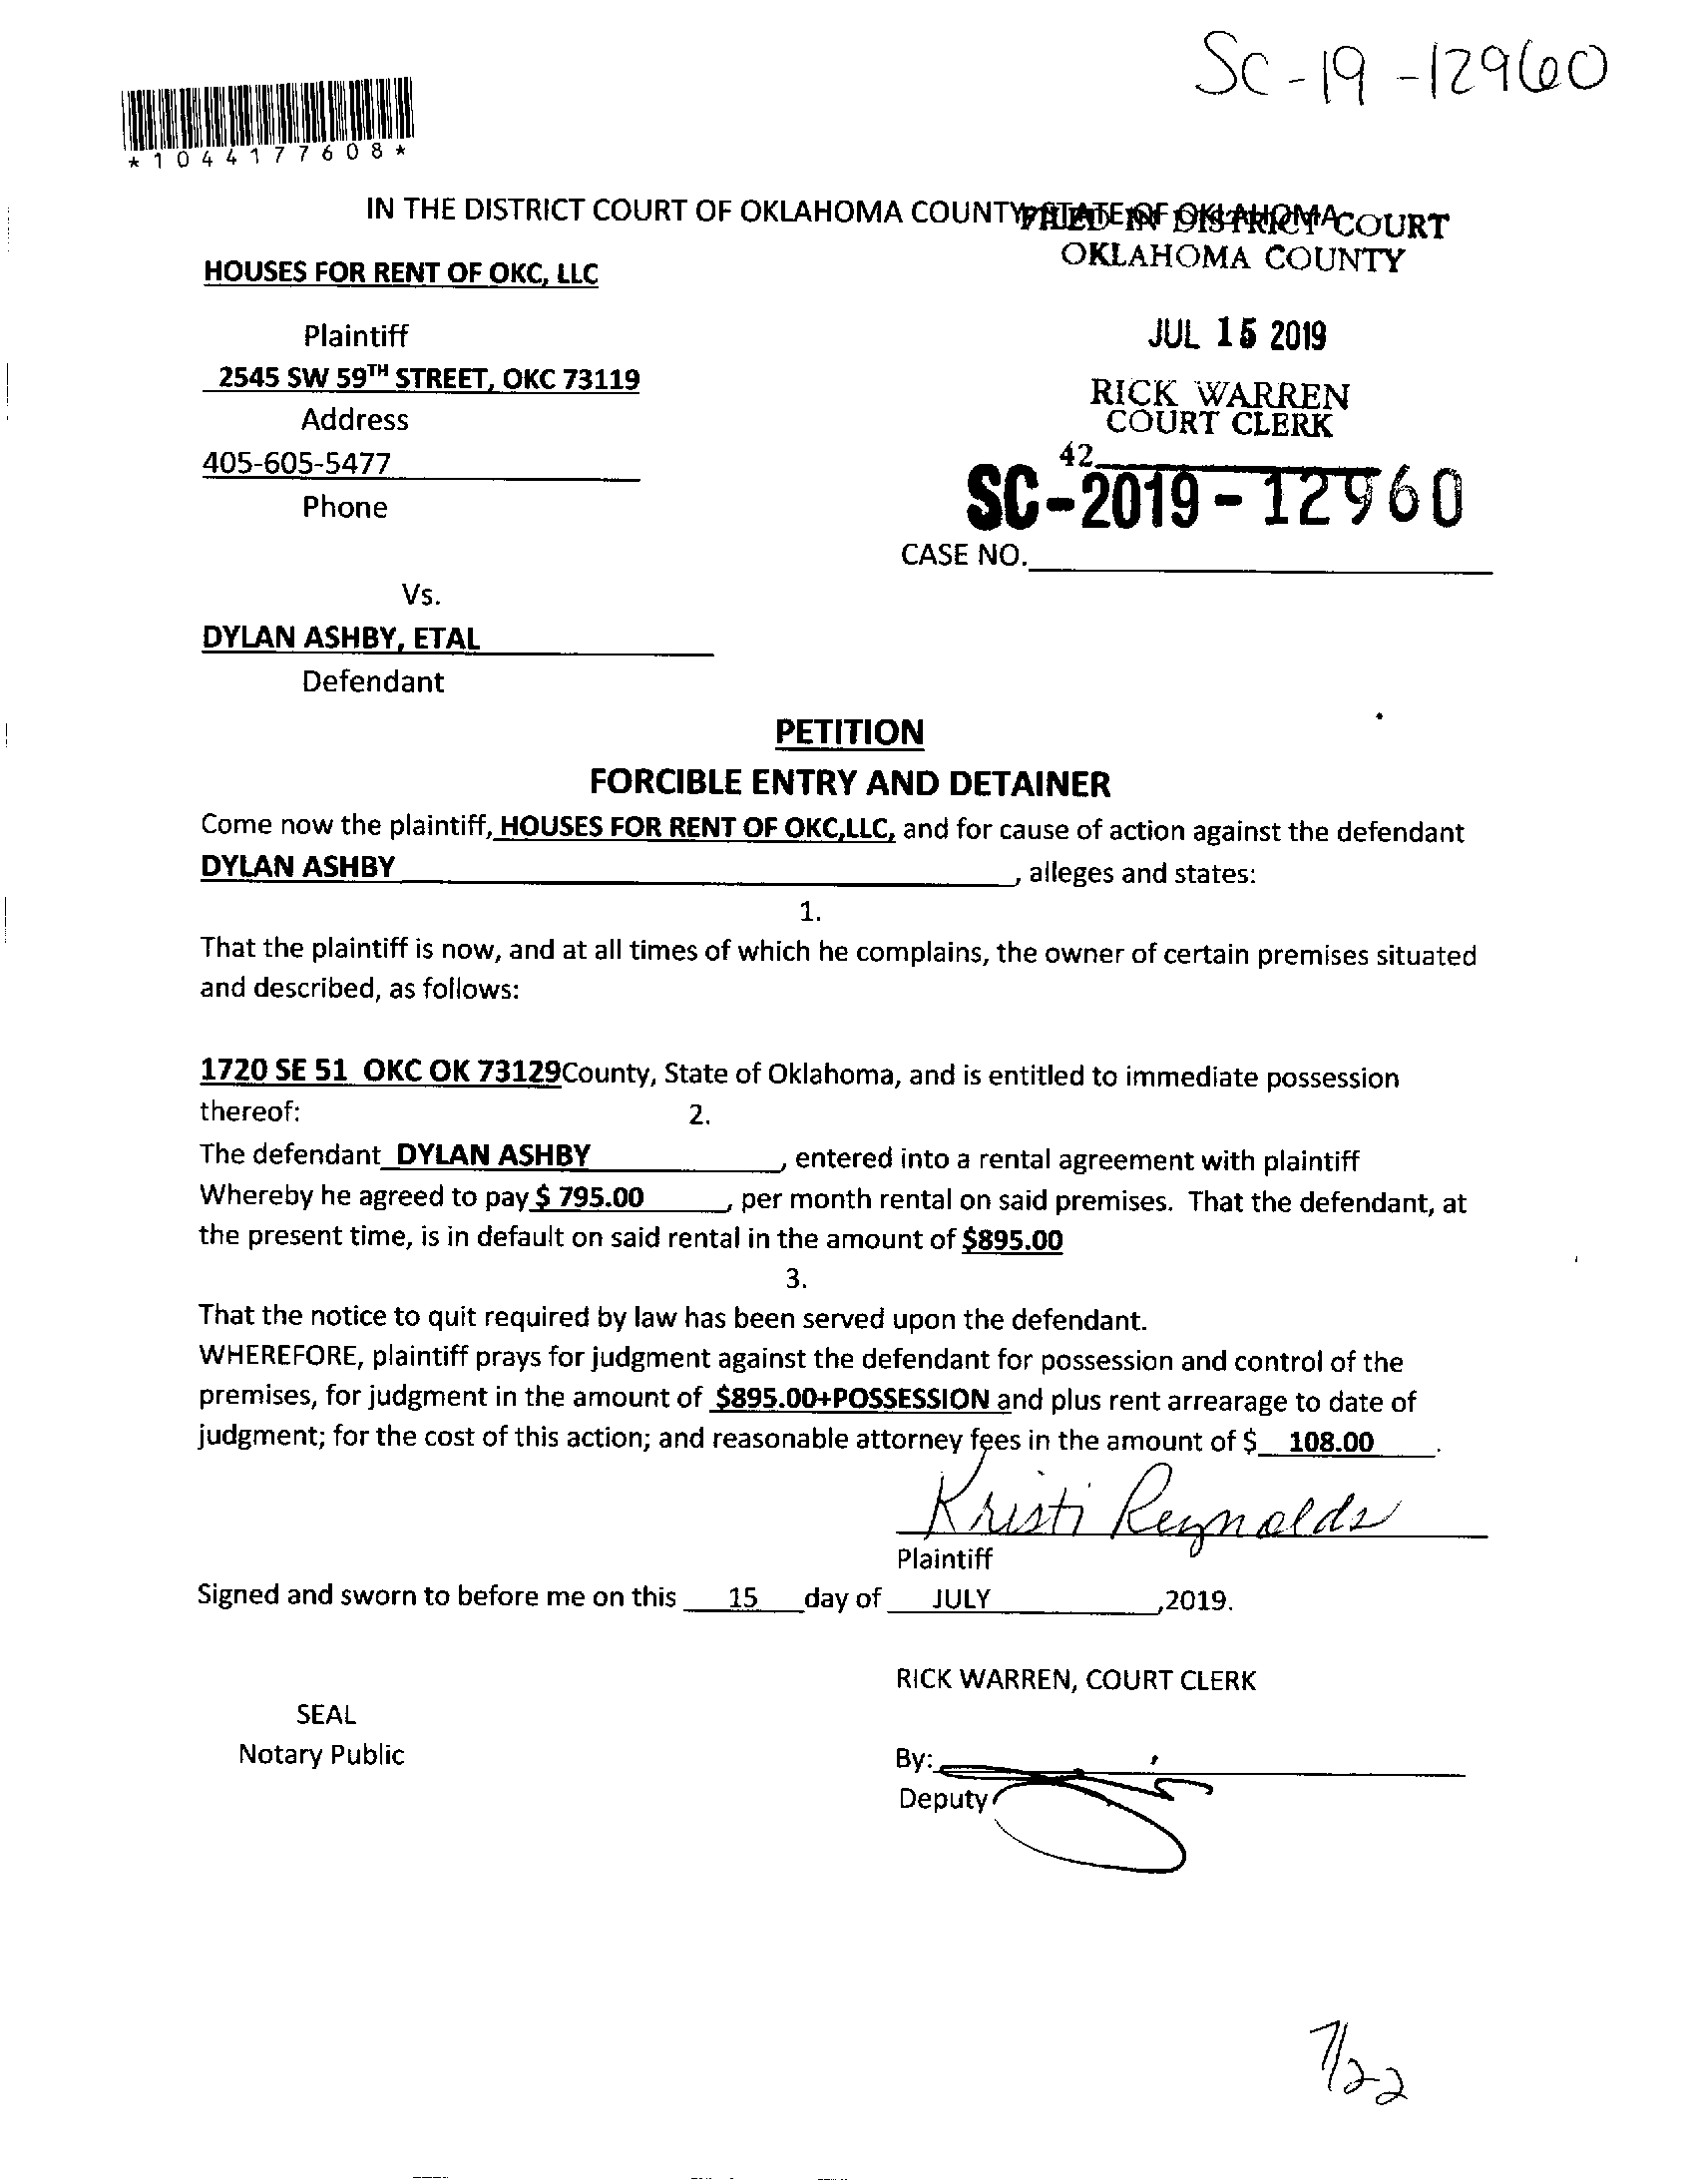 SC-19-12960
*1044177608*
IN THE DISTRICT COURT OF OKLAHOMA COUNTY, STATE OF OKLAHOMA
FILED IN DISTRICT COURT
OKLAHOMA COUNTY
HOUSES FOR RENT OF OKC, LLC
Plaintiff
JUL 15 2019
2545 SW 59TH STREET, OKC 73119
RICK WARREN
COURT CLERK
Address
42
405-605-5477
Phone
SC-2019-12960
CASE NO.
Vs.
DYLAN ASHBY, ETAL
Defendant
PETITION
FORCIBLE ENTRY AND DETAINER
Come now the plaintiff, HOUSES FOR RENT OF OKC,LLC, and for cause of action against the defendant
DYLAN ASHBY, alleges and states:
1.
That the plaintiff is now, and at all times of which he complains, the owner of certain premises situated
and described, as follows:
1720 SE 51 OKC OK 73129County, State of Oklahoma, and is entitled to immediate possession
thereof: 2.
The defendant DYLAN ASHBY, entered into a rental agreement with plaintiff
Whereby he agreed to pay $ 795.00, per month rental on said premises. That the defendant, at
the present time, is in default on said rental in the amount of $895.00
3.
That the notice to quit required by law has been served upon the defendant.
WHEREFORE, plaintiff prays for judgment against the defendant for possession and control of the
premises, for judgment in the amount of $895.00+POSSESSION and plus rent arrearage to date of
judgment; for the cost of this action; and reasonable attorney fees in the amount of $ 108.00.
Kristi Reynolds
Plaintiff
Signed and sworn to before me on this 15 day of JULY,2019.
RICK WARREN, COURT CLERK
SEAL
Notary Public
By:
Deputy
7/22